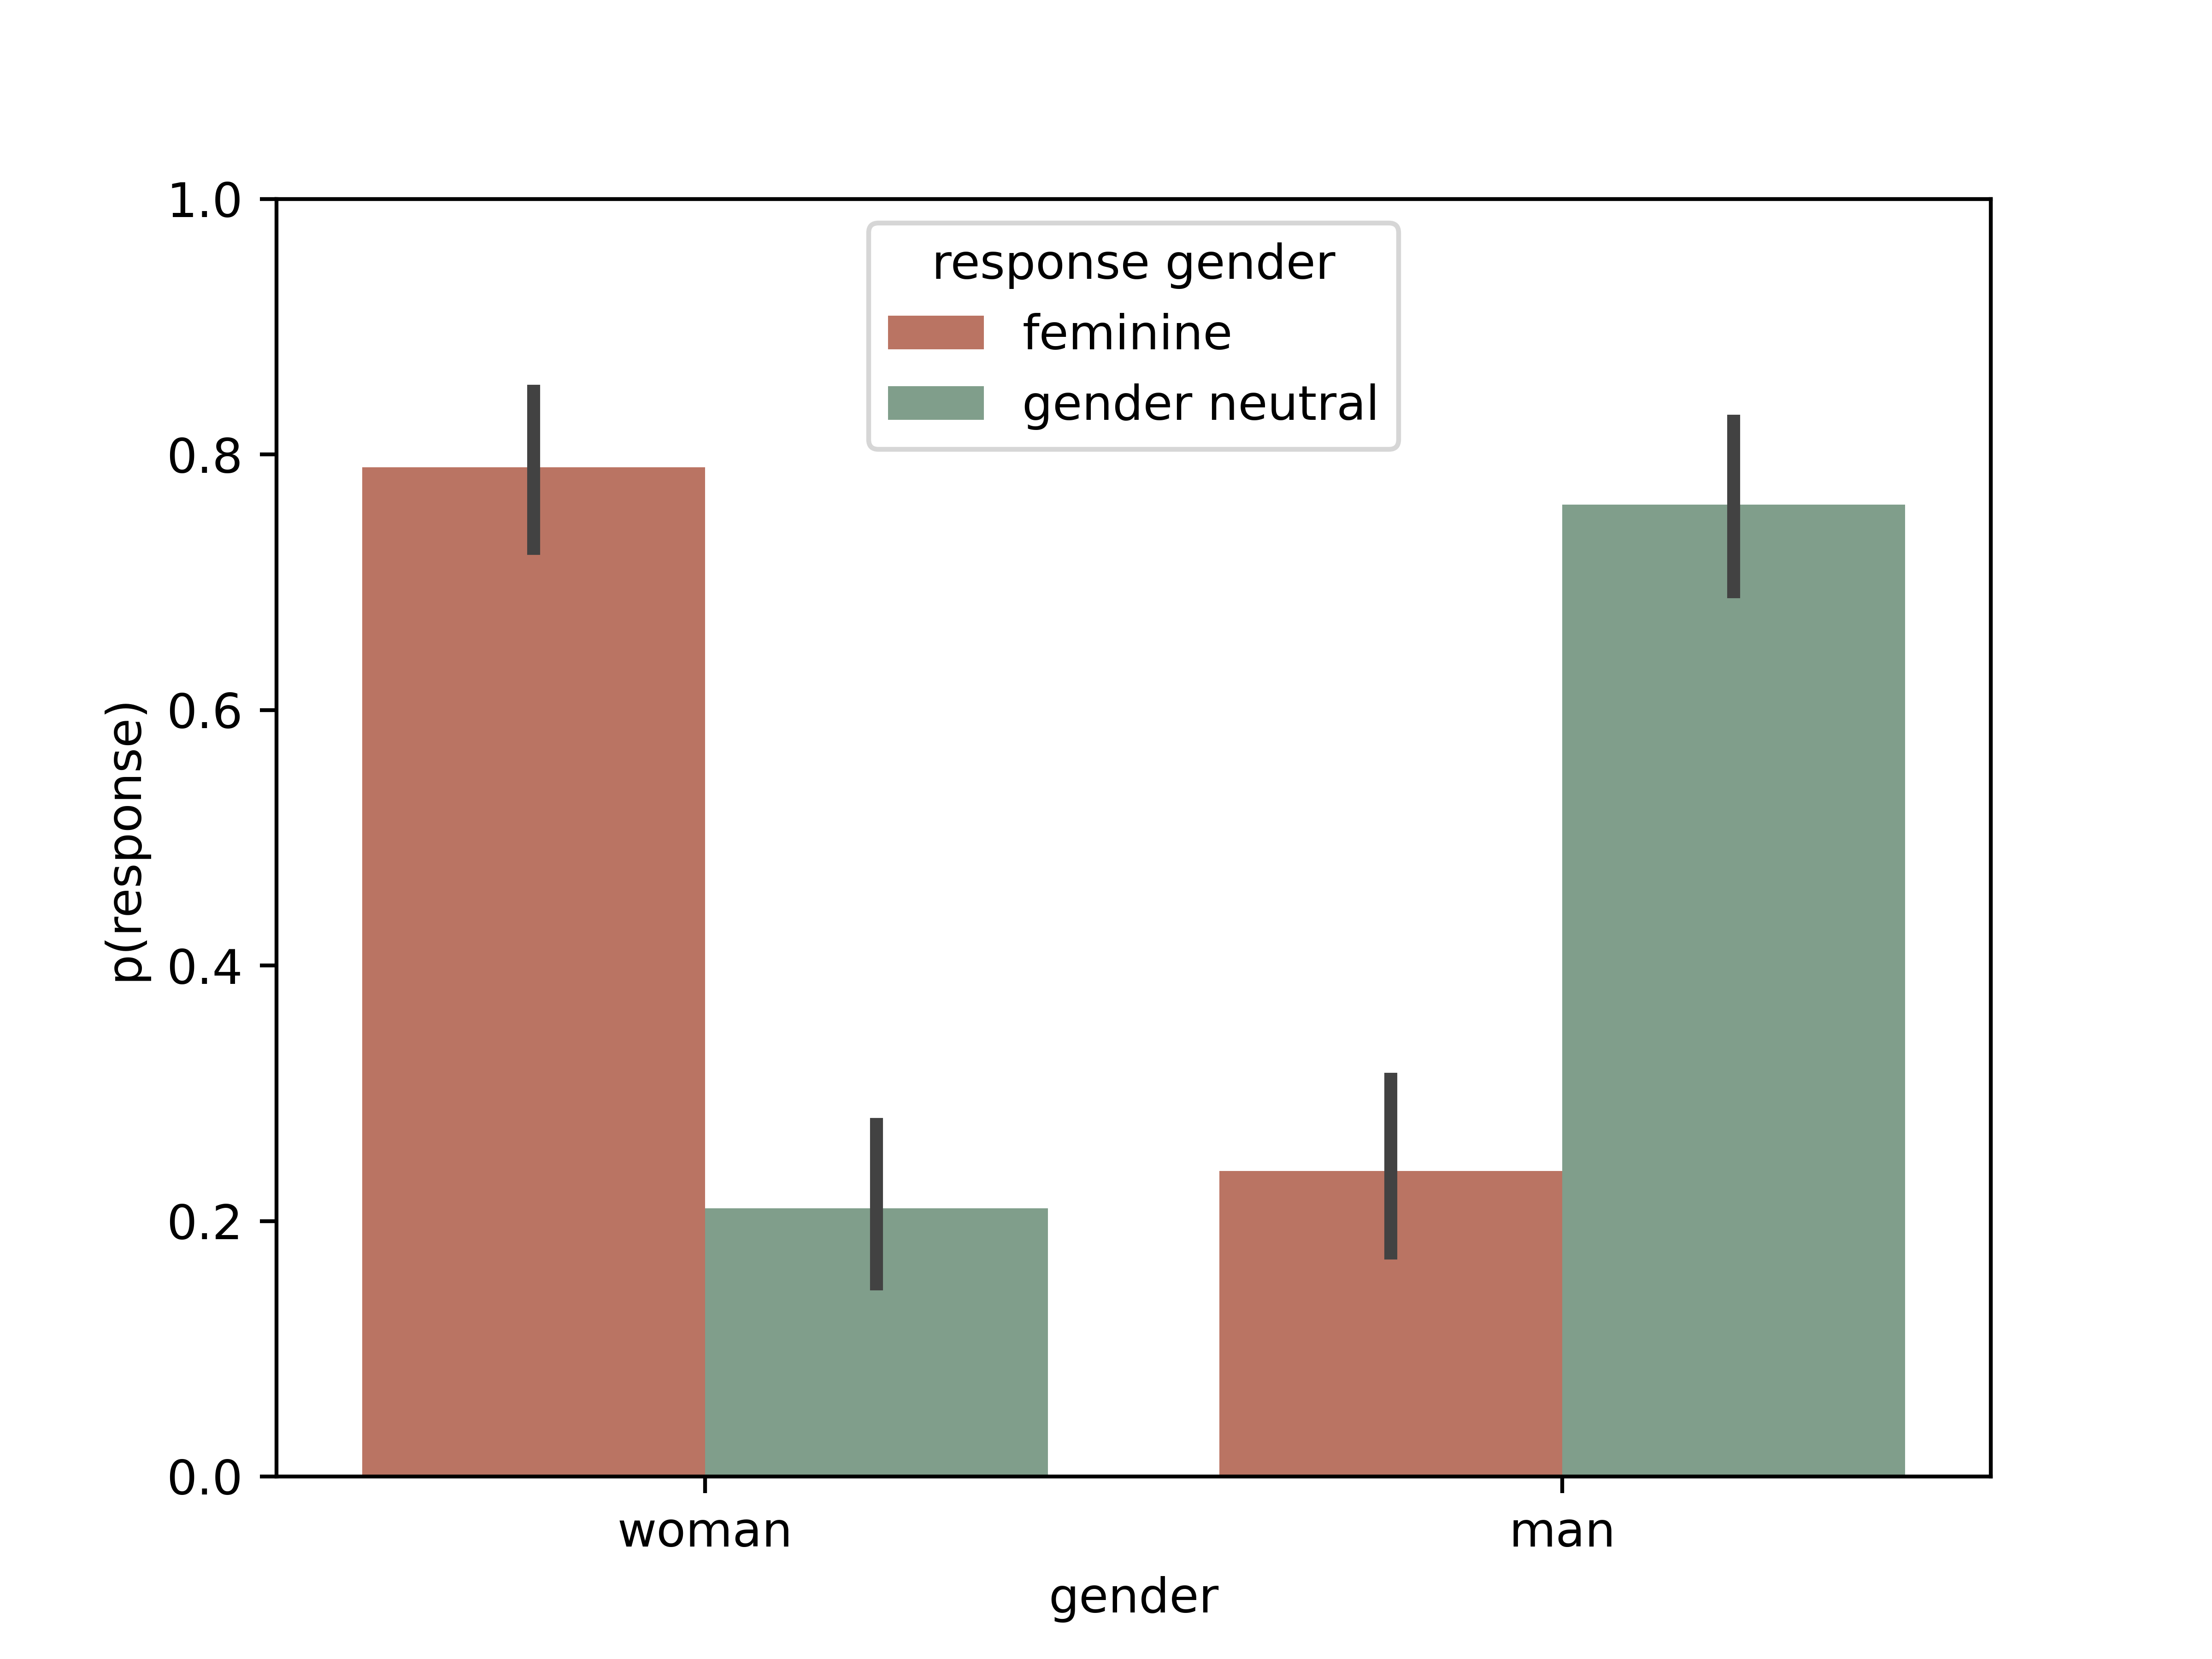 response gender
feminine
gender neutral
1.0
0.8
0.6
0.4
0.2
0.0
p(response)
woman
man
gender